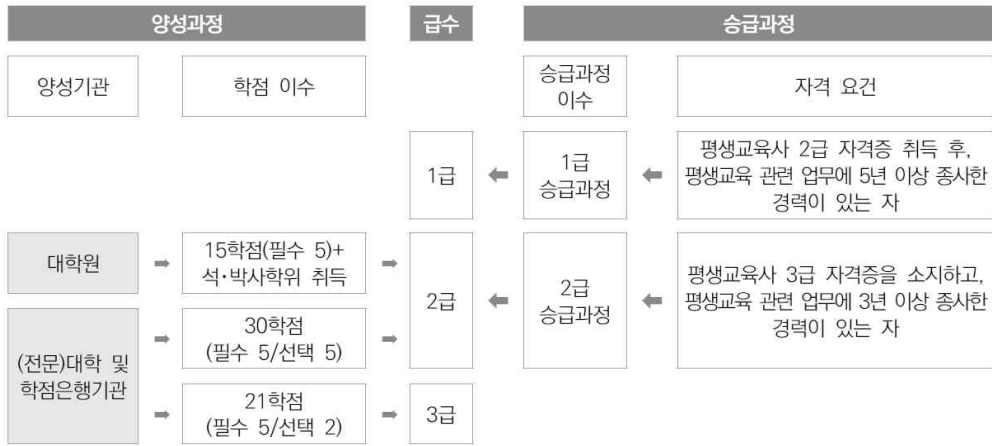 양성과정 급수 승급과정
양성기관 학점 이수 승급과정
이수 자격 요건
1급 ⬅ 1급
승급과정 ⬅ 평생교육사 2급 자격증 취득 후,
평생교육 관련 업무에 5년 이상 종사한
경력이 있는 자
대학원 ➡ 15학점(필수 5)+
석·박사학위 취득 ➡
2급 ⬅ 2급
승급과정 ⬅ 평생교육사 3급 자격증을 소지하고,
평생교육 관련 업무에 3년 이상 종사한
경력이 있는 자
(전문)대학 및
학점은행기관
➡ 30학점
(필수 5/선택 5) ➡
➡ 21학점
(필수 5/선택 2) ➡ 3급